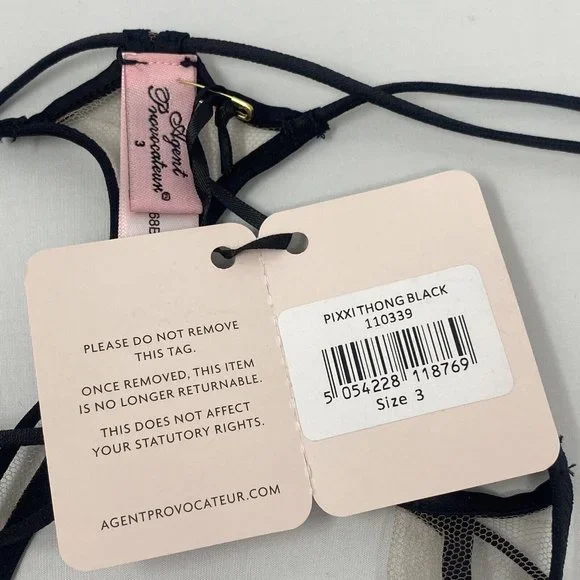 Agent
Provocateur®
3
PLEASE DO NOT REMOVE
THIS TAG.
ONCE REMOVED, THIS ITEM
IS NO LONGER RETURNABLE.
THIS DOES NOT AFFECT
YOUR STATUTORY RIGHTS.
AGENTPROVOCATEUR.COM
PIXXI THONG BLACK
110339
5 054228 118769
Size 3